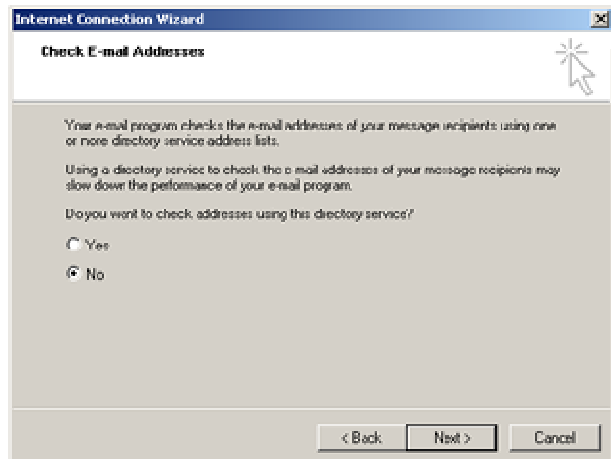 Internet Connection Wizard
Check E-mail Addresses
Your e-mail program checks the e-mail addresses of your message recipients using one
or more directory service address lists.
Using a directory service to check the e-mail addresses of your message recipients may
slow down the performance of your e-mail program.
Do you want to check addresses using this directory service?
Yes
No
< Back
Next >
Cancel